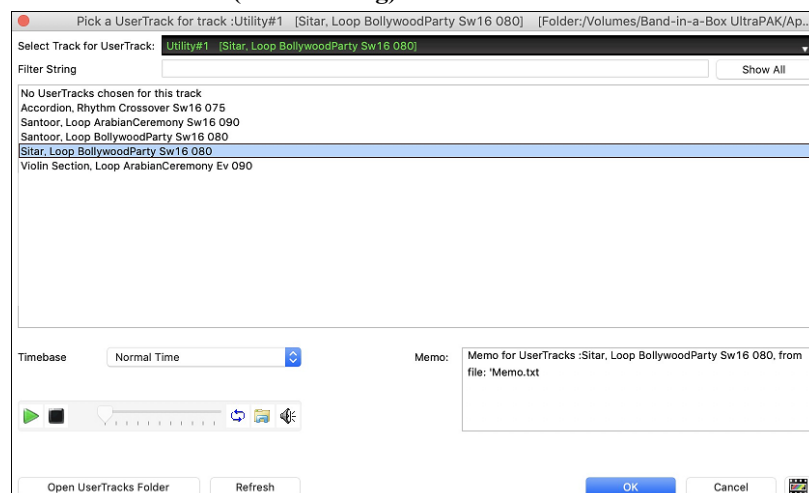 Pick a UserTrack for track :Utility#1 [Sitar, Loop BollywoodParty Sw16 080] [Folder:/Volumes/Band-in-a-Box UltraPAK/Ap...
Select Track for UserTrack: Utility#1 [Sitar, Loop BollywoodParty Sw16 080]
Filter String
Show All
No UserTracks chosen for this track
Accordion, Rhythm Crossover Sw16 075
Santoor, Loop ArabianCeremony Sw16 090
Santoor, Loop BollywoodParty Sw16 080
Sitar, Loop BollywoodParty Sw16 080
Violin Section, Loop ArabianCeremony Ev 090
Timebase
Normal Time
Memo:
Memo for UserTracks :Sitar, Loop BollywoodParty Sw16 080, from
file: 'Memo.txt
Open UserTracks Folder
Refresh
OK
Cancel